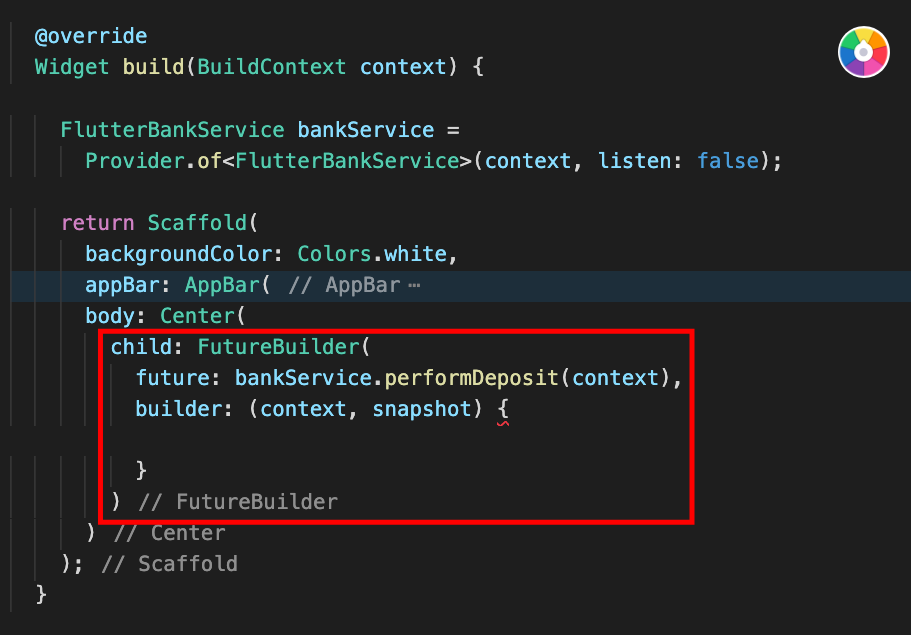 @override
Widget build(BuildContext context) {
FlutterBankService bankService =
Provider.of<FlutterBankService>(context, listen: false);
return Scaffold(
backgroundColor: Colors.white,
appBar: AppBar( // AppBar ⋯
body: Center(
child: FutureBuilder(
future: bankService.performDeposit(context),
builder: (context, snapshot) {
}
) // FutureBuilder
) // Center
); // Scaffold
}